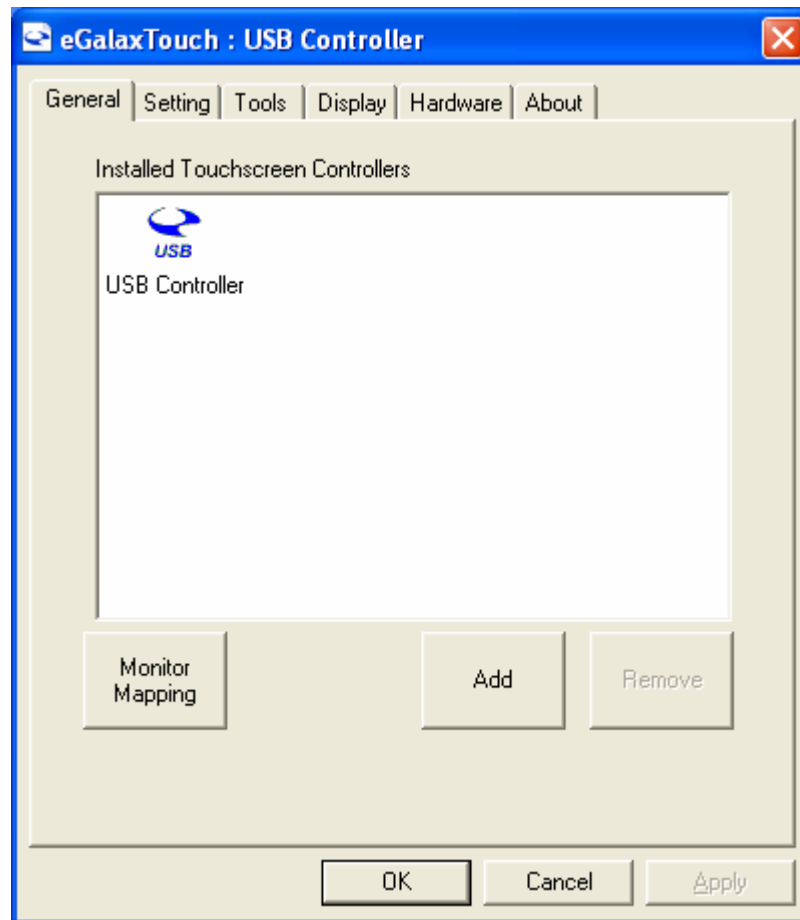 eGalaxTouch : USB Controller
General Setting Tools Display Hardware About
Installed Touchscreen Controllers
USB
USB Controller
Monitor
Mapping
Add
Remove
OK Cancel Apply